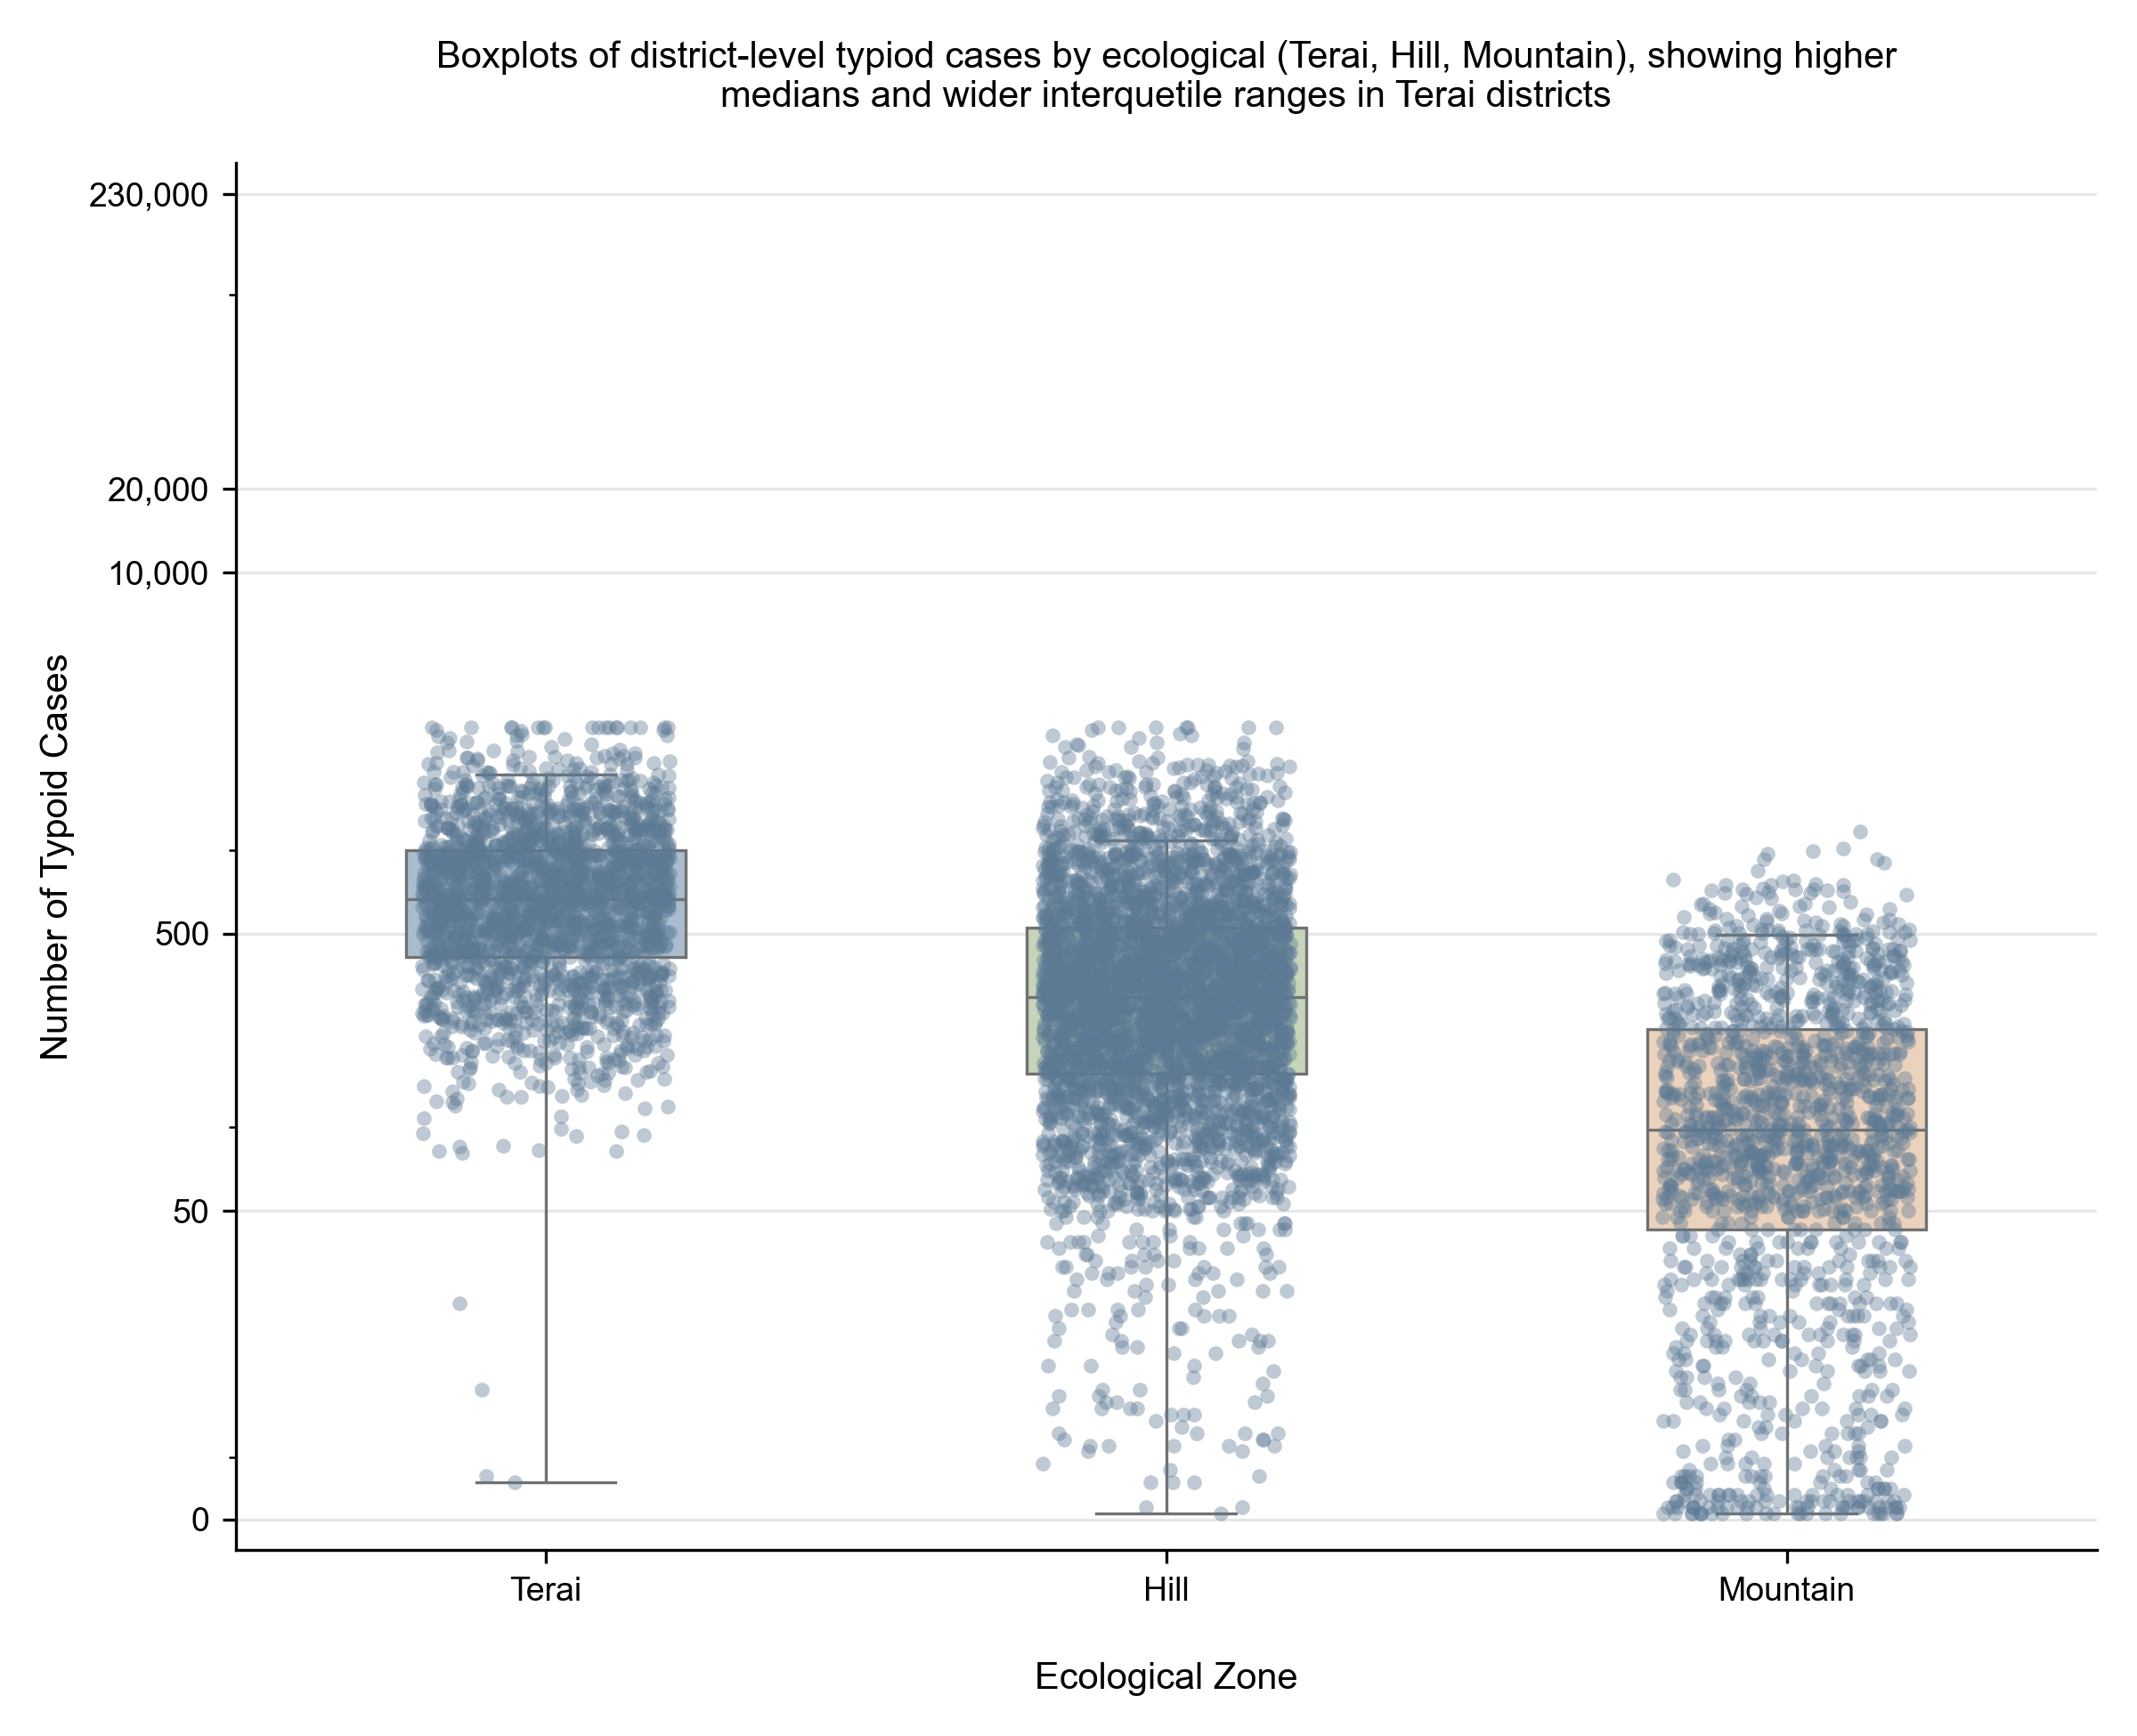 Boxplots of district-level typiod cases by ecological (Terai, Hill, Mountain), showing higher
medians and wider interquetile ranges in Terai districts
230,000
20,000
10,000
500
50
0
Number of Typoid Cases
Terai
Hill
Mountain
Ecological Zone